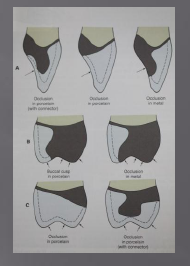 A
Occlusion
in porcelain
(with connector)
Occlusion
in porcelain
Occlusion
in metal
B
Buccal cusp
in porcelain
Occlusion
in metal
C
Occlusion
in porcelain
Occlusion
in porcelain
(with connector)